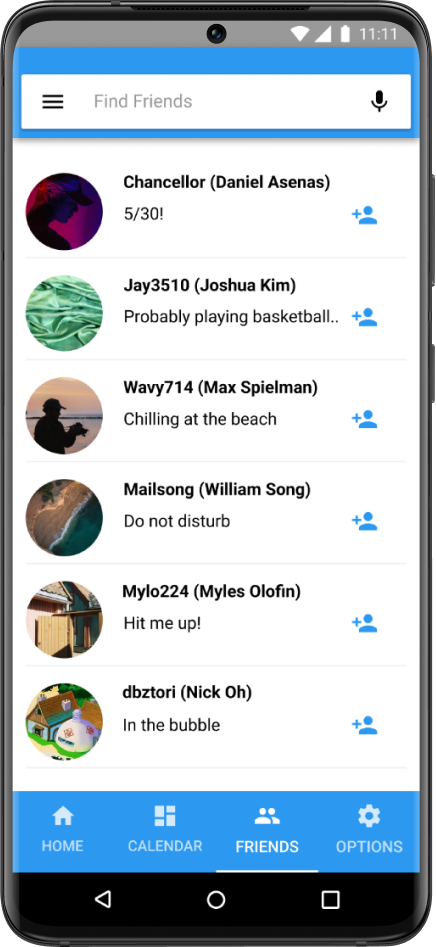 11:11
Find Friends
Chancellor (Daniel Asenas)
5/30!
Jay3510 (Joshua Kim)
Probably playing basketball..
Wavy714 (Max Spielman)
Chilling at the beach
Mailsong (William Song)
Do not disturb
Mylo224 (Myles Olofin)
Hit me up!
dbztori (Nick Oh)
In the bubble
HOME CALENDAR FRIENDS OPTIONS